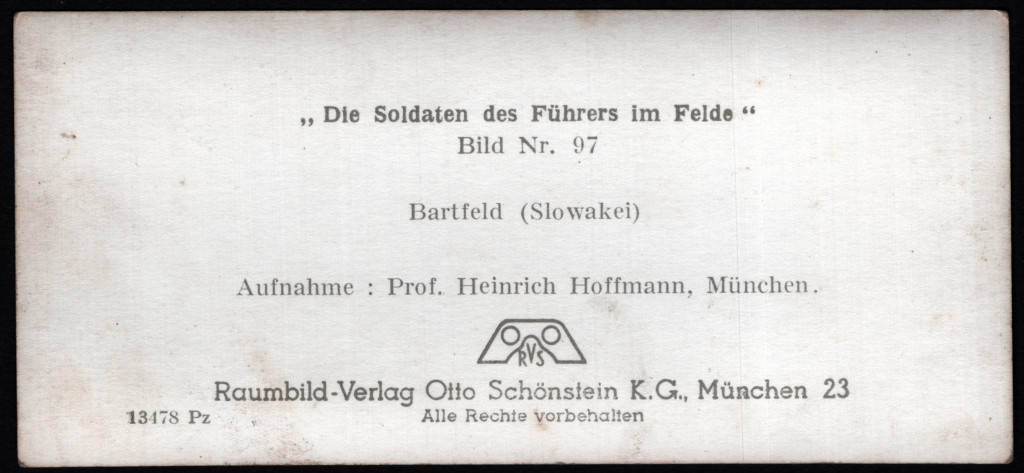 „Die Soldaten des Führers im Felde“
Bild Nr. 97
Bartfeld (Slowakei)
Aufnahme : Prof. Heinrich Hoffmann, München.
RVS
Raumbild-Verlag Otto Schönstein K.G., München 23
13478 Pz
Alle Rechte vorbehalten